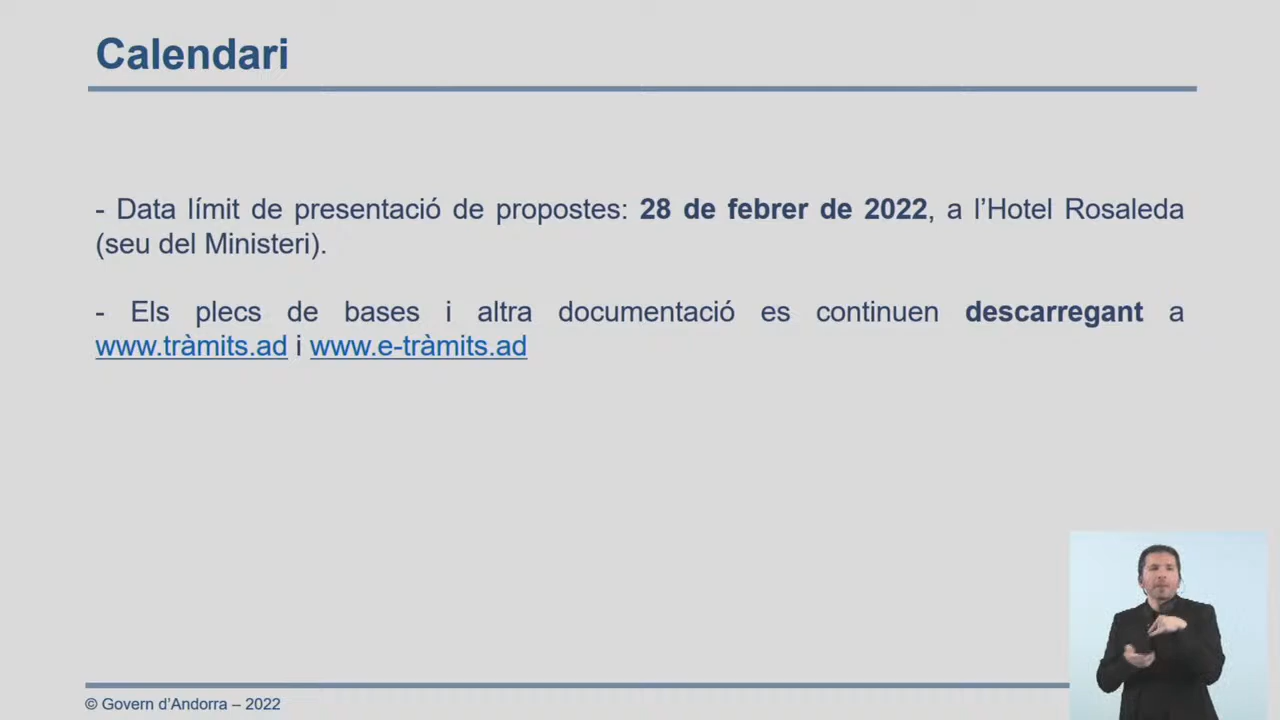 Calendari
- Data límit de presentació de propostes: 28 de febrer de 2022, a l’Hotel Rosaleda
(seu del Ministeri).
- Els plecs de bases i altra documentació es continuen descarregant a
www.tràmits.ad i www.e-tràmits.ad
© Govern d’Andorra – 2022